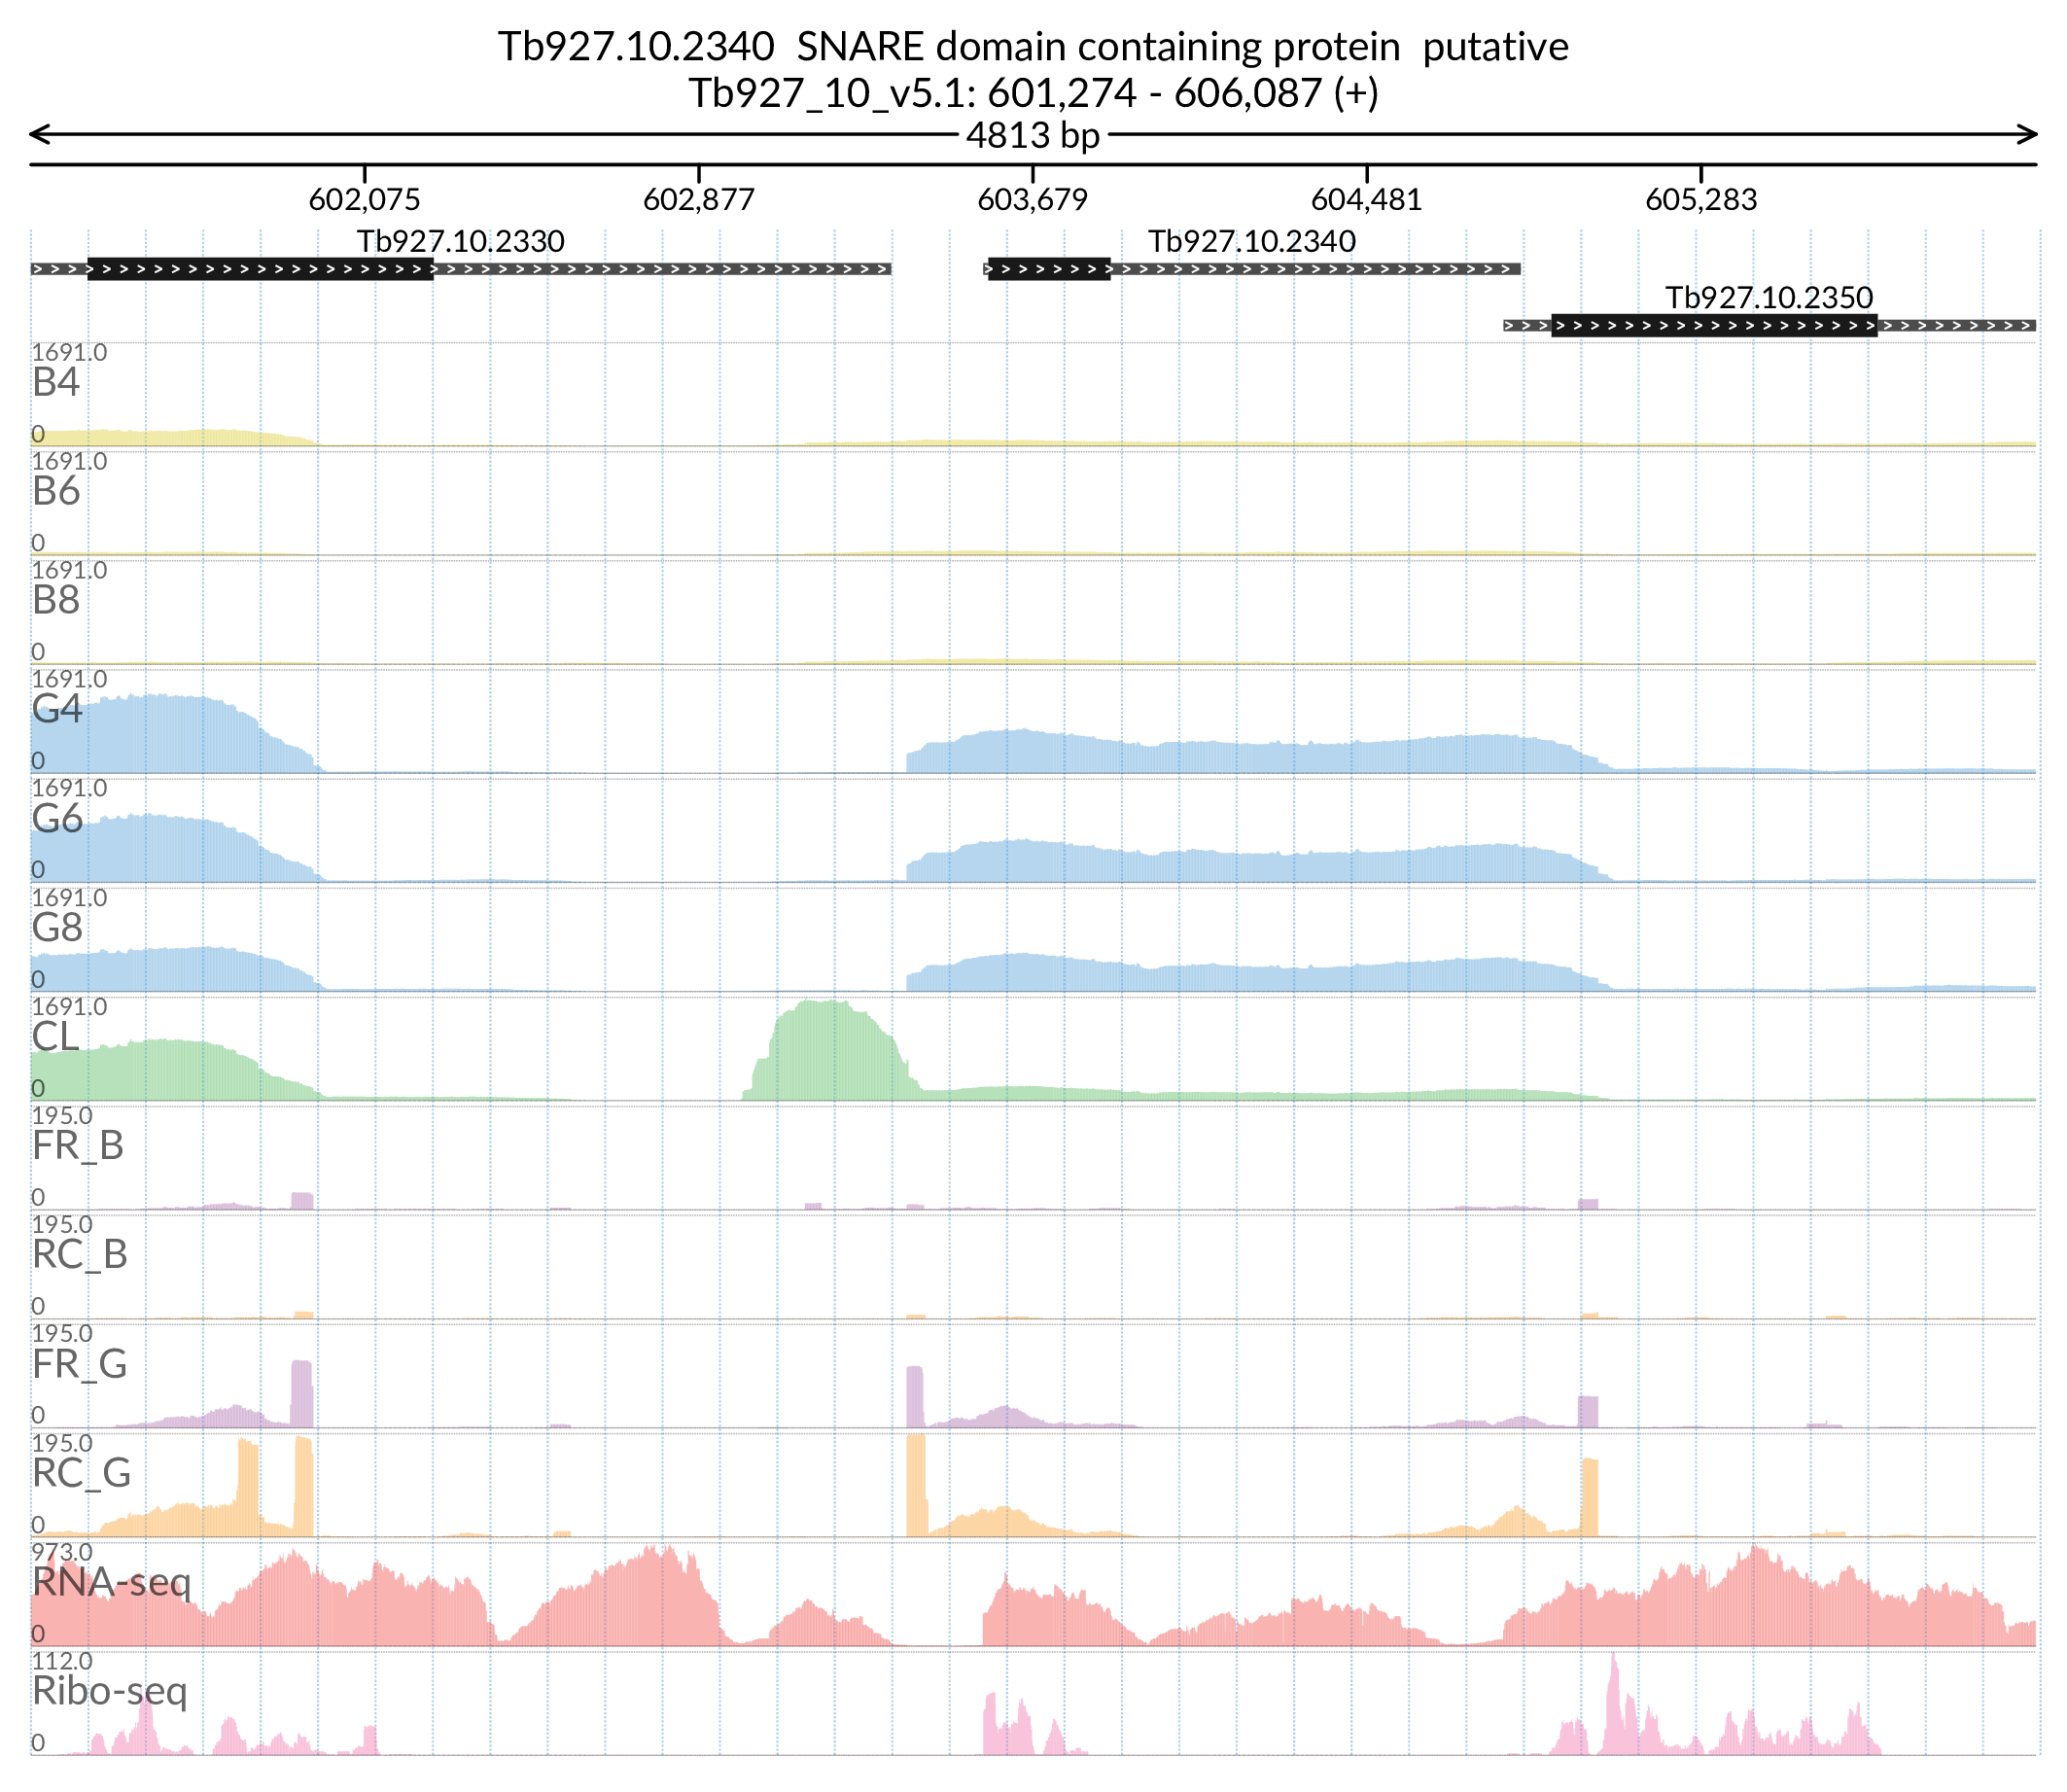 Tb927.10.2340  SNARE domain containing protein  putative
Tb927_10_v5.1: 601,274 - 606,087 (+)
4813 bp
602,075 602,877 603,679 604,481 605,283
Tb927.10.2330 Tb927.10.2340
Tb927.10.2350
1691.0
B4
0
1691.0
B6
0
1691.0
B8
0
1691.0
G4
0
1691.0
G6
0
1691.0
G8
0
1691.0
CL
0
195.0
FR_B
0
195.0
RC_B
0
195.0
FR_G
0
195.0
RC_G
0
973.0
RNA-seq
0
112.0
Ribo-seq
0